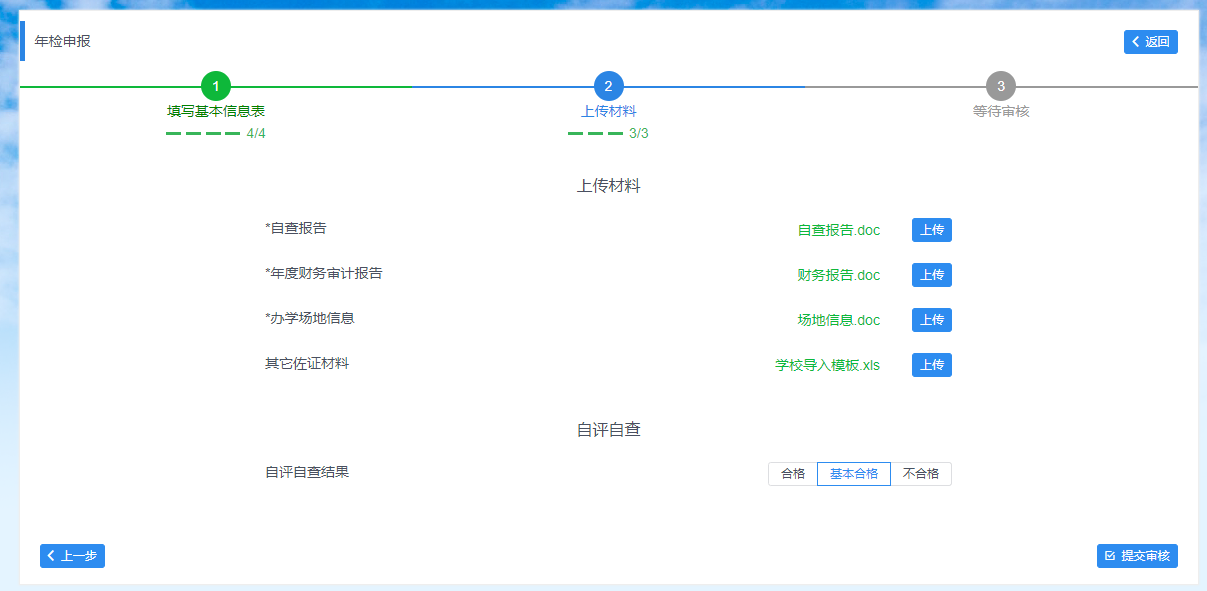 年检申报
返回
1
2
3
填写基本信息表
上传材料
等待审核
4/4
3/3
上传材料
*自查报告
自查报告.doc
上传
*年度财务审计报告
财务报告.doc
上传
*办学场地信息
场地信息.doc
上传
其它佐证材料
学校导入模板.xls
上传
自评自查
自评自查结果
合格
基本合格
不合格
上一步
提交审核